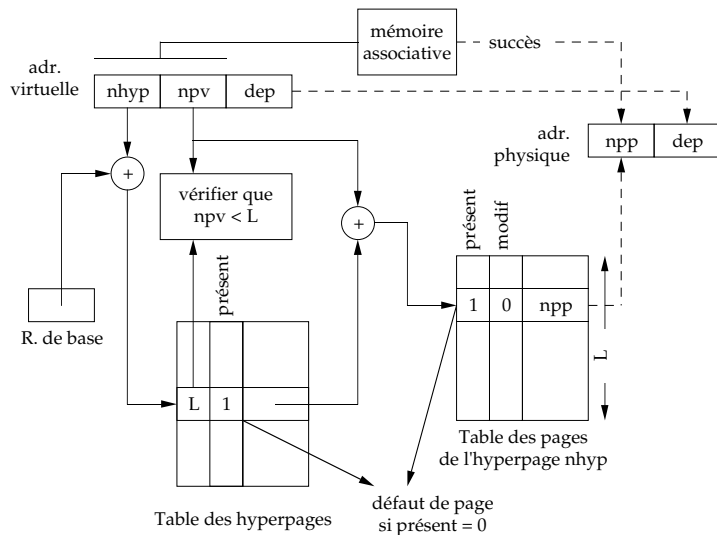 mémoire
associative
succès
adr.
virtuelle
nhyp npv dep
adr.
physique
npp dep
+
vérifier que
npv < L
+
présent
modif
présent
1 0 npp
L
R. de base
L 1
Table des pages
de l'hyperpage nhyp
défaut de page
si présent = 0
Table des hyperpages